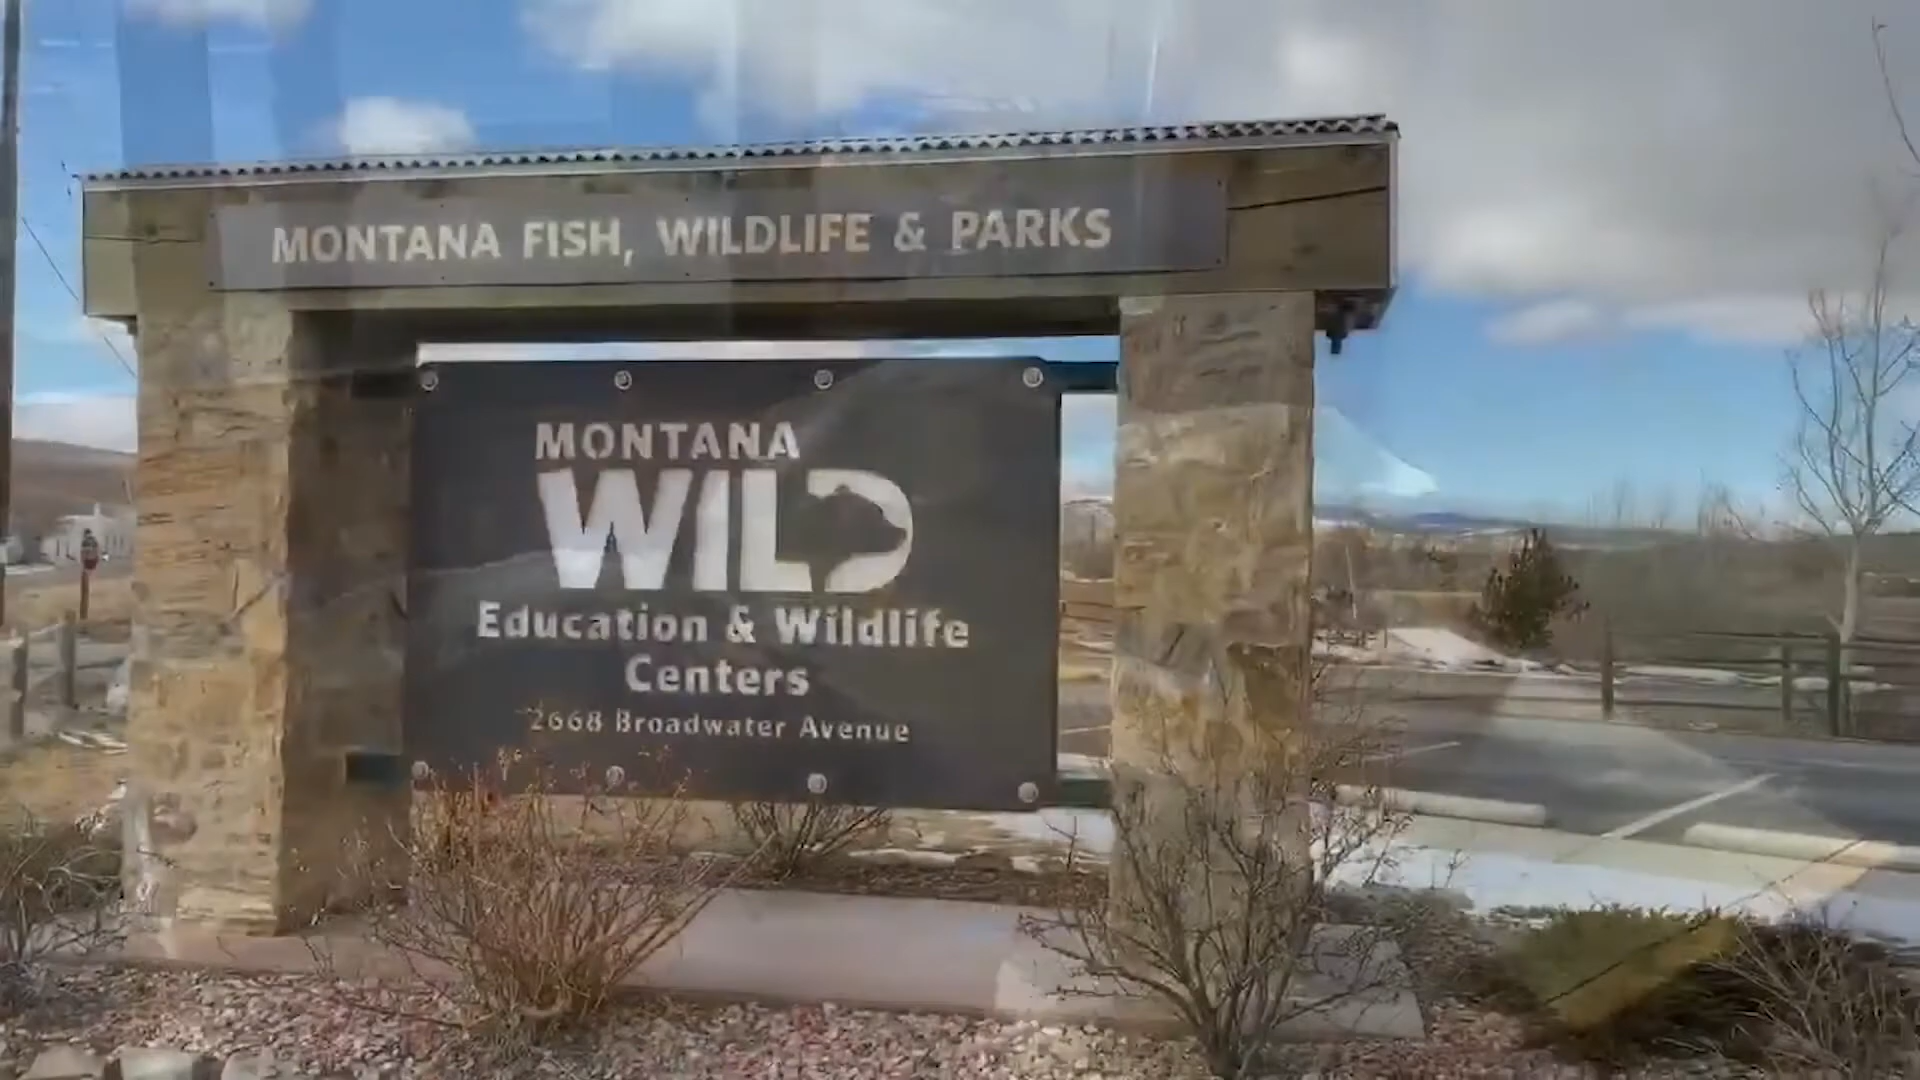 MONTANA FISH, WILDLIFE & PARKS
MONTANA
WILD
Education & Wildlife
Centers
2668 Broadwater Avenue